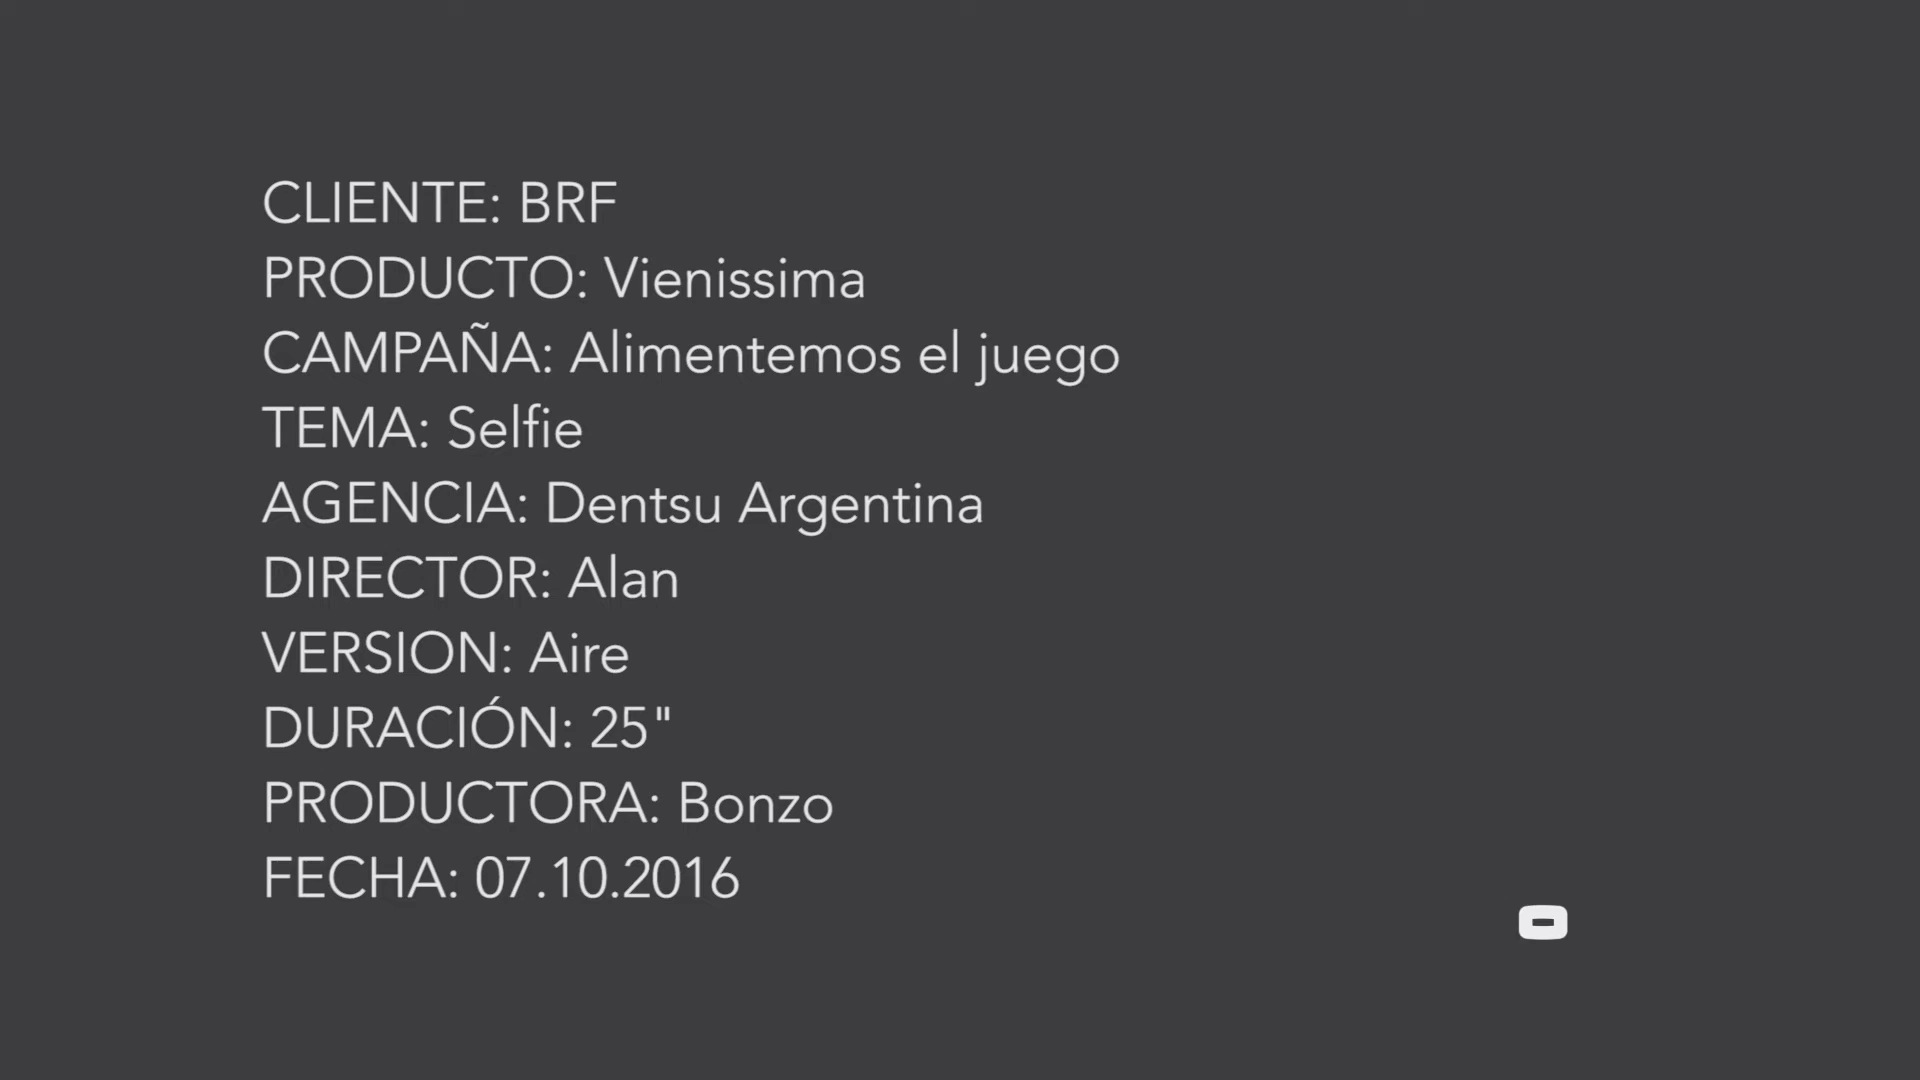 CLIENTE: BRF
PRODUCTO: Vienissima
CAMPAÑA: Alimentemos el juego
TEMA: Selfie
AGENCIA: Dentsu Argentina
DIRECTOR: Alan
VERSION: Aire
DURACIÓN: 25"
PRODUCTORA: Bonzo
FECHA: 07.10.2016